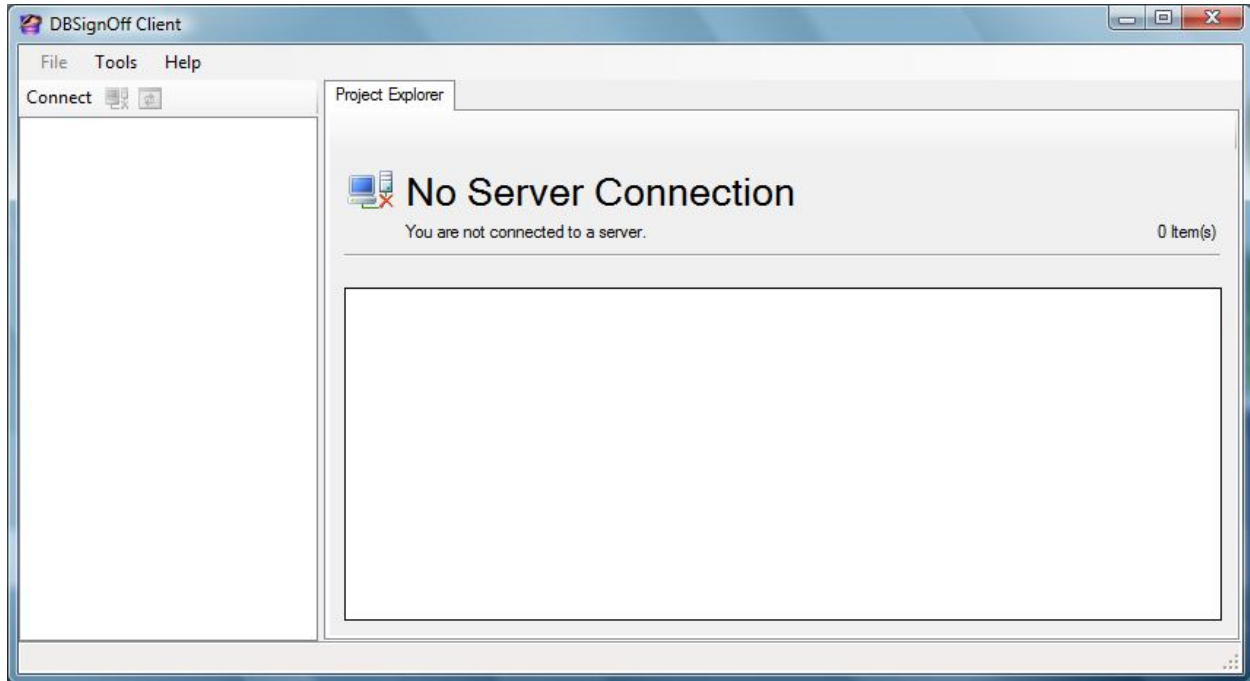 DBSignOff Client
File Tools Help
Connect
Project Explorer
No Server Connection
You are not connected to a server.
0 Item(s)